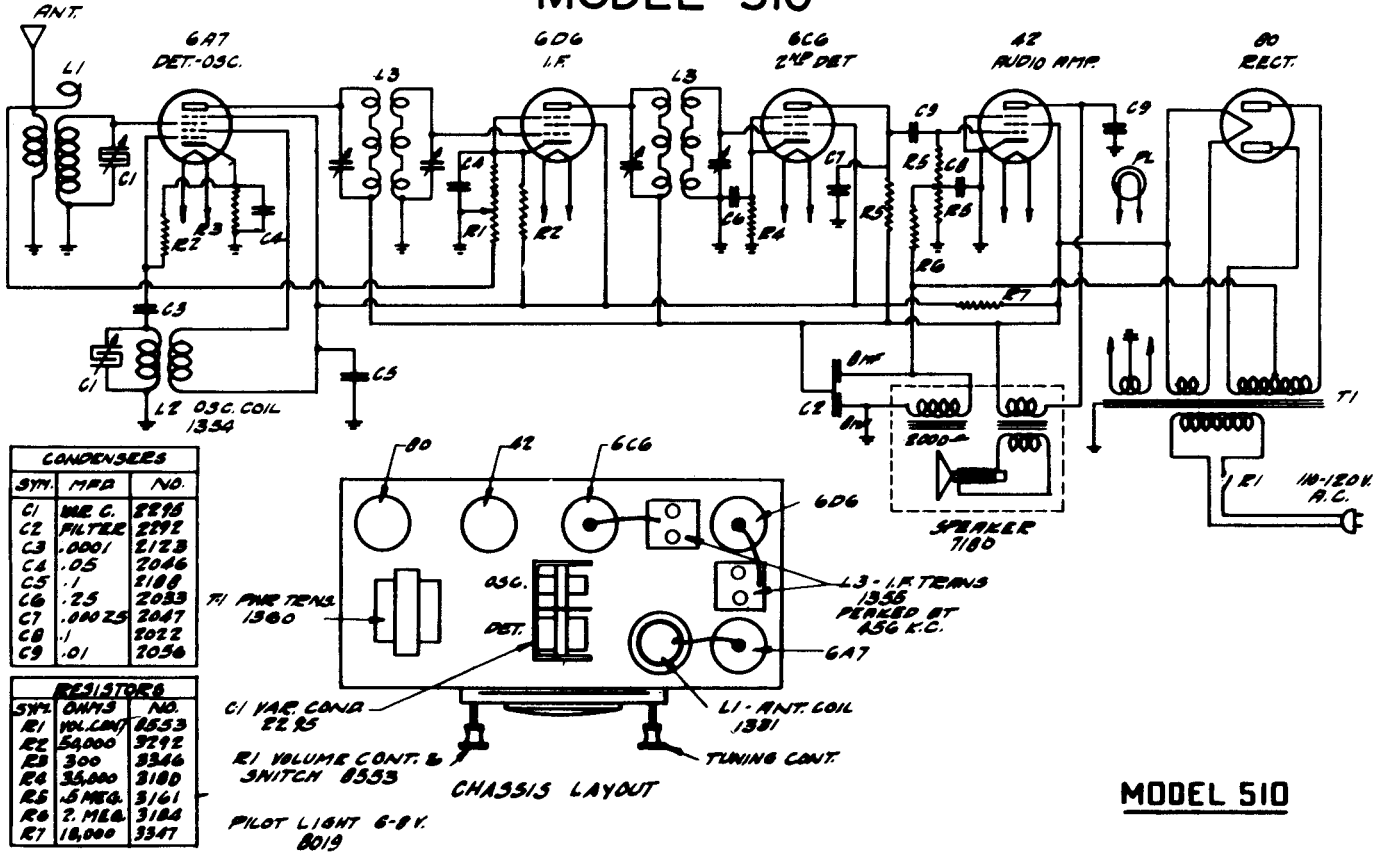 MODEL 510
ANT.
6A7
DET.-OSC.
6D6
I.F.
6C6
2ND DET
42
AUDIO AMP.
80
RECT.
L1
C1
R2
R3
C4
L3
C4
R1
R2
L3
C6
R4
C7
R5
C9
R5
C8
R6
R6
C9
PL
R7
C3
C1
L2 OSC. COIL
1354
C5
C2
8MF
8MF
2000
SPEAKER
7180
T1
R1
110-120V.
A.C.
CONDENSERS
SYM. MFD NO.
C1 VAR C. 2295
C2 FILTER 2292
C3 .0001 2123
C4 .05 2046
C5 .1 2188
C6 .25 2033
C7 .00025 2047
C8 .1 2022
C9 .01 2056
RESISTORS
SYM. OHMS NO.
R1 VOL.CONT 8553
R2 50,000 3292
R3 300 3346
R4 35,000 3180
R5 .5 MEG. 3161
R6 2. MEG. 3184
R7 18,000 3347
80
42
6C6
6D6
OSC.
DET.
T-1 PWR TRNS.
1360
L3 - I.F. TRANS
1355
PEAKED AT
456 K.C.
6A7
C1 VAR. COND
2295
L1 - ANT. COIL
1381
R1 VOLUME CONT. &
SWITCH 8553
TUNING CONT.
CHASSIS LAYOUT
PILOT LIGHT 6-8 V.
8019
MODEL 510